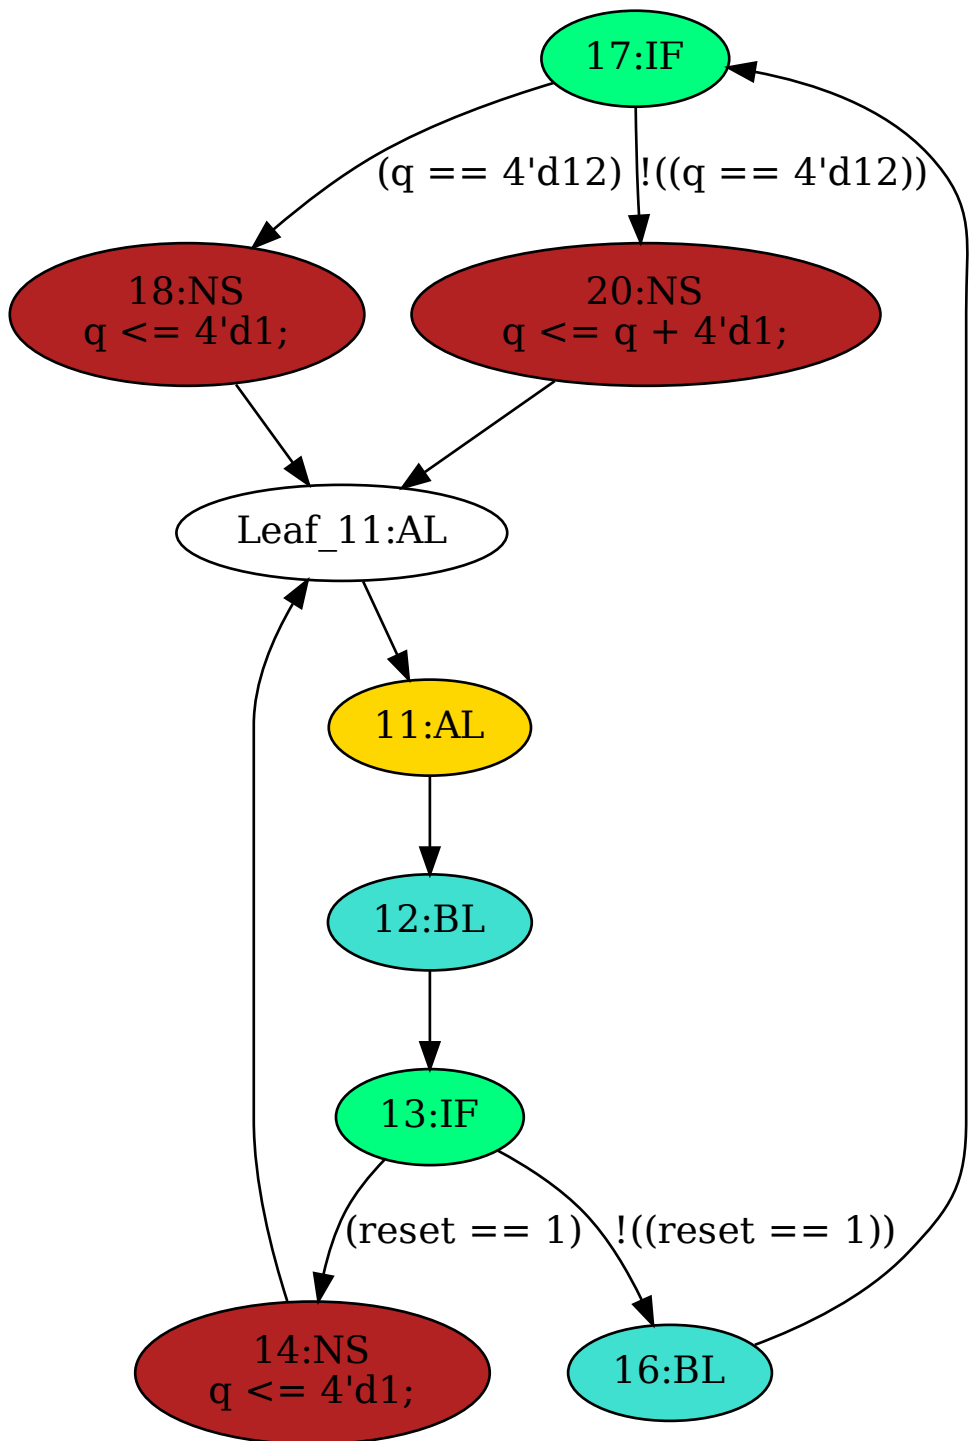 17:IF
(q == 4'd12)
!((q == 4'd12))
18:NS
q <= 4'd1;
20:NS
q <= q + 4'd1;
Leaf_11:AL
11:AL
12:BL
13:IF
(reset == 1)
!((reset == 1))
14:NS
q <= 4'd1;
16:BL